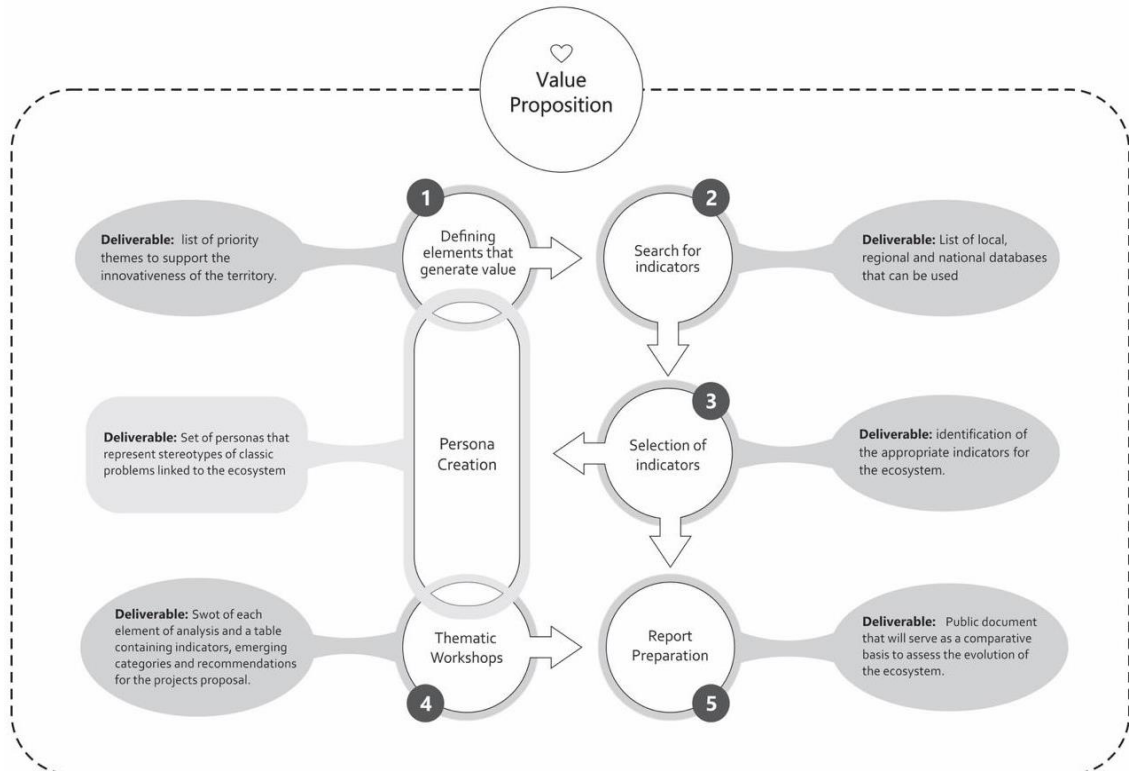 Value
Proposition
1
Defining
elements that
generate value
Deliverable: list of priority
themes to support the
innovativeness of the territory.
2
Search for
indicators
Deliverable: List of local,
regional and national databases
that can be used
3
Selection of
indicators
Deliverable: identification of
the appropriate indicators for
the ecosystem.
Persona
Creation
Deliverable: Set of personas that
represent stereotypes of classic
problems linked to the ecosystem
Thematic
Workshops
4
Deliverable: Swot of each
element of analysis and a table
containing indicators, emerging
categories and recommendations
for the projects proposal.
Report
Preparation
5
Deliverable: Public document
that will serve as a comparative
basis to assess the evolution of
the ecosystem.